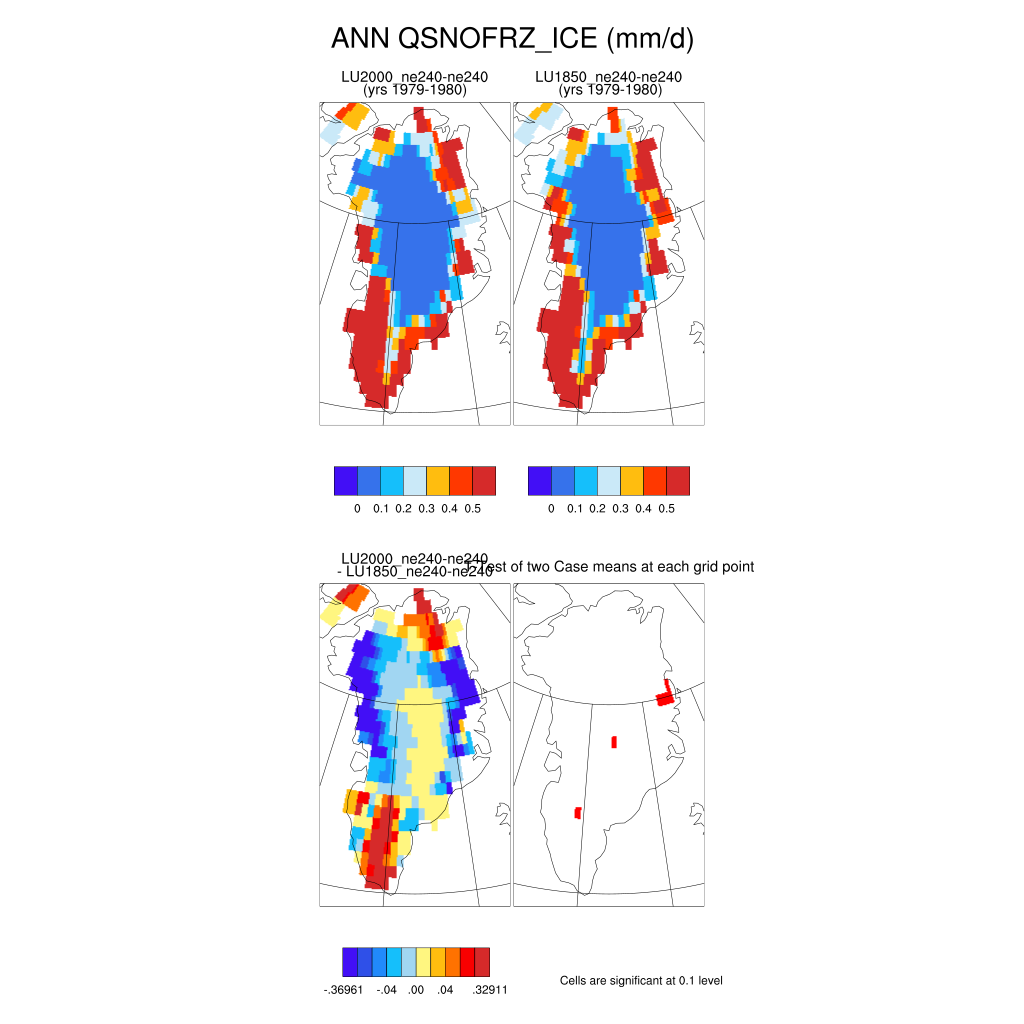 ANN QSNOFRZ_ICE (mm/d)
LU2000_ne240-ne240
(yrs 1979-1980)
LU1850_ne240-ne240
(yrs 1979-1980)
0 0.1 0.2 0.3 0.4 0.5
0 0.1 0.2 0.3 0.4 0.5
LU2000_ne240-ne240
- LU1850_ne240-ne240
Test of two Case means at each grid point
-.36961 -.04 .00 .04 .32911
Cells are significant at 0.1 level